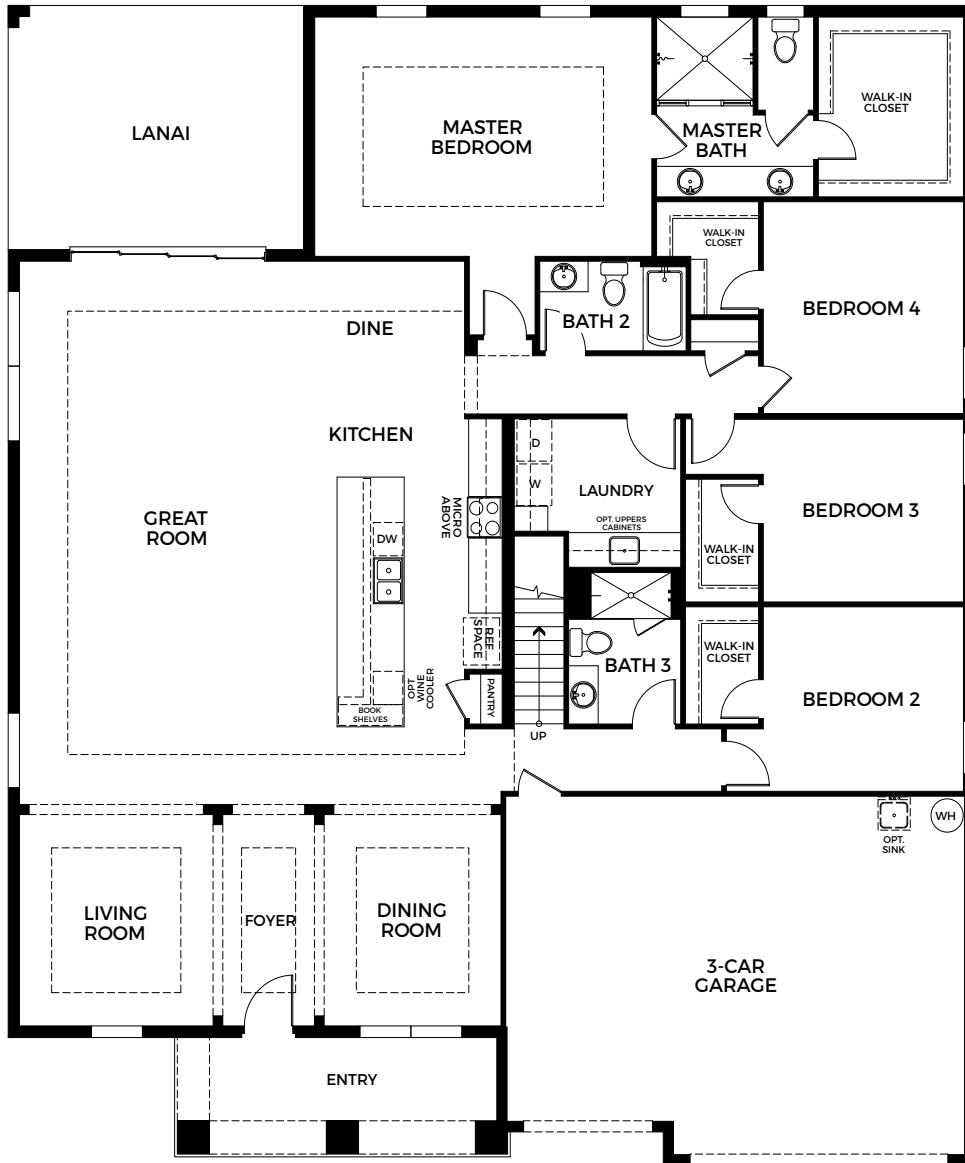 LANAI
MASTER
BEDROOM
MASTER
BATH
WALK-IN
CLOSET
WALK-IN
CLOSET
BEDROOM 4
DINE
BATH 2
KITCHEN
D
W
LAUNDRY
OPT. UPPERS
CABINETS
GREAT
ROOM
MICRO
ABOVE
DW
BEDROOM 3
WALK-IN
CLOSET
REF
SPACE
BATH 3
WALK-IN
CLOSET
BEDROOM 2
OPT
WINE
COOLER
PANTRY
BOOK
SHELVES
UP
OPT.
SINK
WH
LIVING
ROOM
FOYER
DINING
ROOM
3-CAR
GARAGE
ENTRY